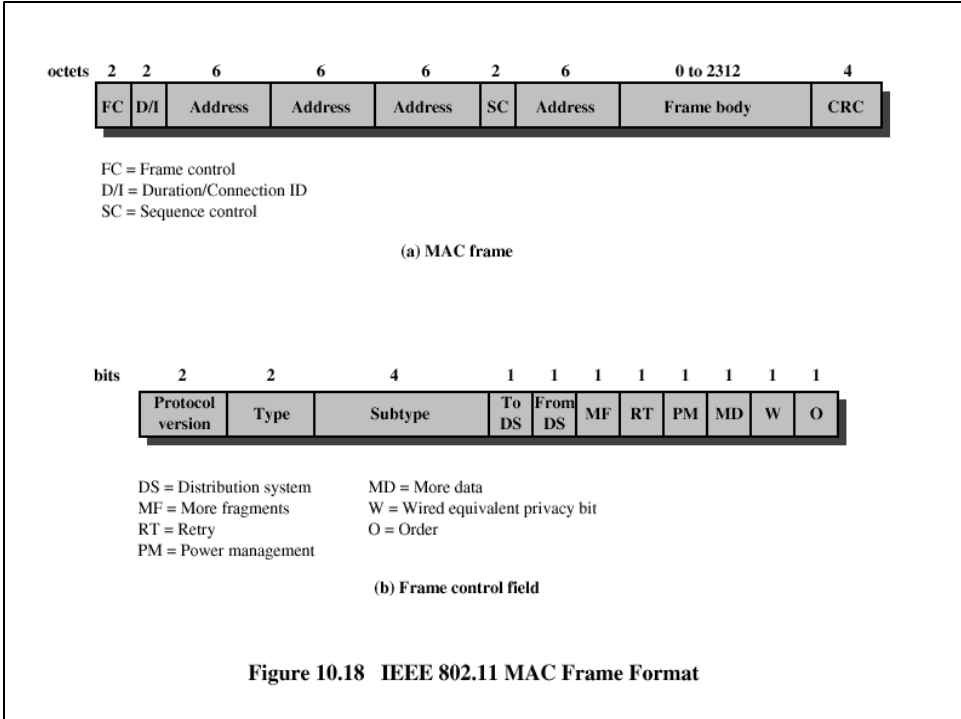 octets 2 2 6 6 6 2 6 0 to 2312 4
FC D/I Address Address Address SC Address Frame body CRC
FC = Frame control
D/I = Duration/Connection ID
SC = Sequence control
(a) MAC frame
bits 2 2 4 1 1 1 1 1 1 1 1
Protocol version Type Subtype To DS From DS MF RT PM MD W O
DS = Distribution system MD = More data
MF = More fragments W = Wired equivalent privacy bit
RT = Retry O = Order
PM = Power management
(b) Frame control field
Figure 10.18 IEEE 802.11 MAC Frame Format